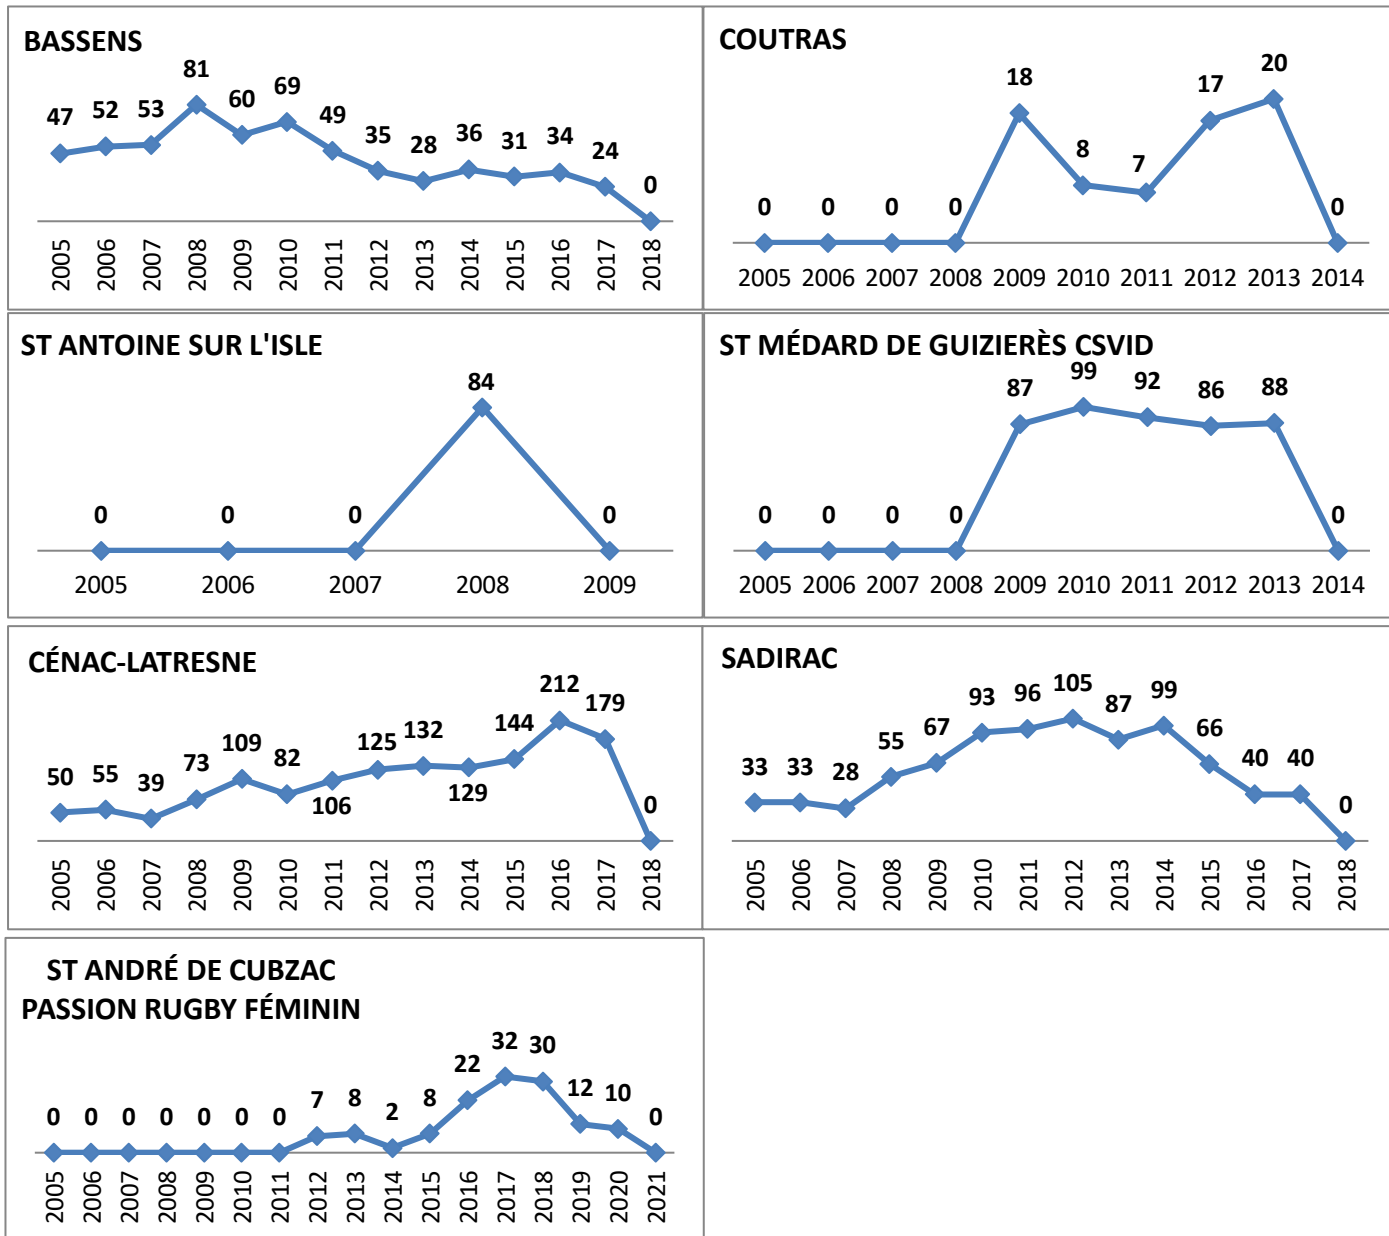 BASSENS
47 52 53 81 60 69 49 35 28 36 31 34 24 0
2005 2006 2007 2008 2009 2010 2011 2012 2013 2014 2015 2016 2017 2018
COUTRAS
0 0 0 0 18 8 7 17 20 0
2005 2006 2007 2008 2009 2010 2011 2012 2013 2014
ST ANTOINE SUR L'ISLE
0 0 0 84 0
2005 2006 2007 2008 2009
ST MÉDARD DE GUIZIERÈS CSVID
0 0 0 0 87 99 92 86 88 0
2005 2006 2007 2008 2009 2010 2011 2012 2013 2014
CÉNAC-LATRESNE
50 55 39 73 109 82 106 125 132 129 144 212 179 0
2005 2006 2007 2008 2009 2010 2011 2012 2013 2014 2015 2016 2017 2018
SADIRAC
33 33 28 55 67 93 96 105 87 99 66 40 40 0
2005 2006 2007 2008 2009 2010 2011 2012 2013 2014 2015 2016 2017 2018
ST ANDRÉ DE CUBZAC
PASSION RUGBY FÉMININ
0 0 0 0 0 0 0 7 8 2 8 22 32 30 12 10 0
2005 2006 2007 2008 2009 2010 2011 2012 2013 2014 2015 2016 2017 2018 2019 2020 2021